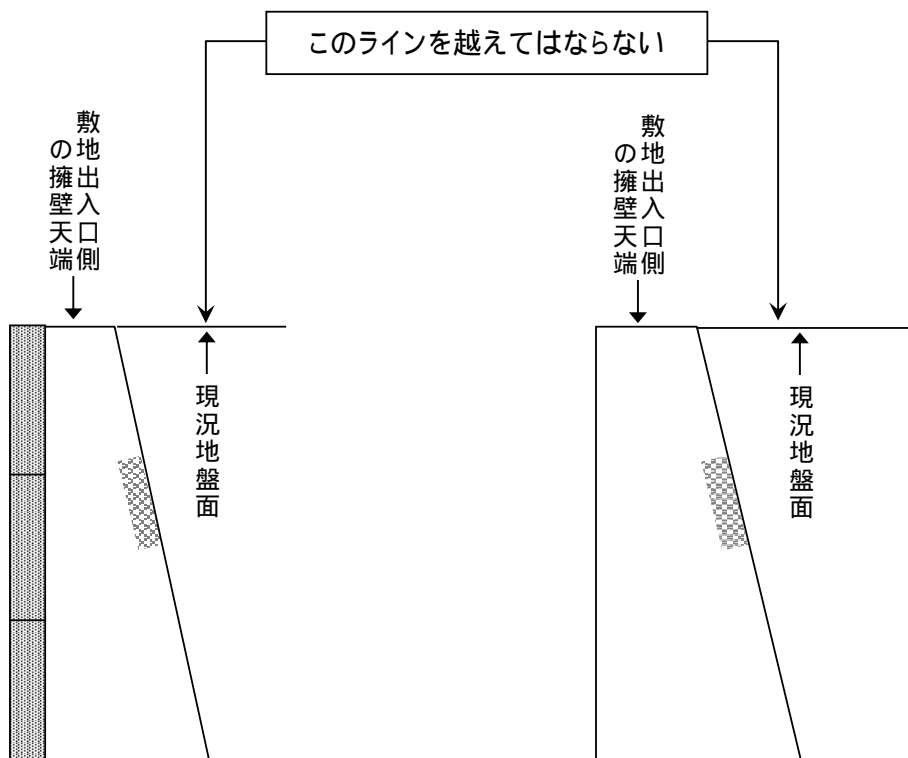 このラインを越えてはならない
敷地出入口側
の擁壁天端
敷地出入口側
の擁壁天端
現況地盤面
現況地盤面